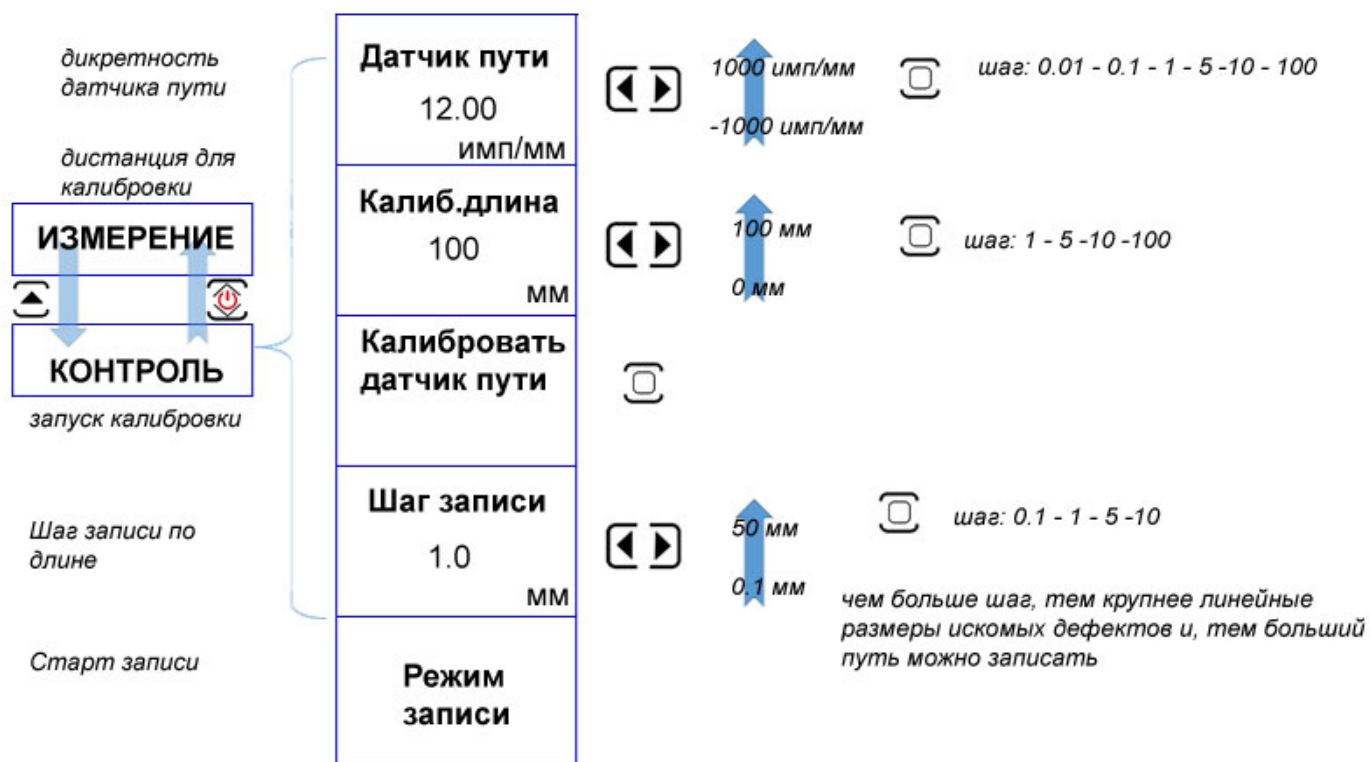 дикретность
датчика пути
дистанция для
калибровки
ИЗМЕРЕНИЕ
КОНТРОЛЬ
запуск калибровки
Шаг записи по
длине
Старт записи
Датчик пути
12.00
имп/мм
Калиб.длина
100
мм
Калибровать
датчик пути
Шаг записи
1.0
мм
Режим
записи
1000 имп/мм
-1000 имп/мм
шаг: 0.01 - 0.1 - 1 - 5 -10 - 100
100 мм
0 мм
шаг: 1 - 5 -10 -100
50 мм
0.1 мм
шаг: 0.1 - 1 - 5 -10
чем больше шаг, тем крупнее линейные
размеры искомых дефектов и, тем больший
путь можно записать